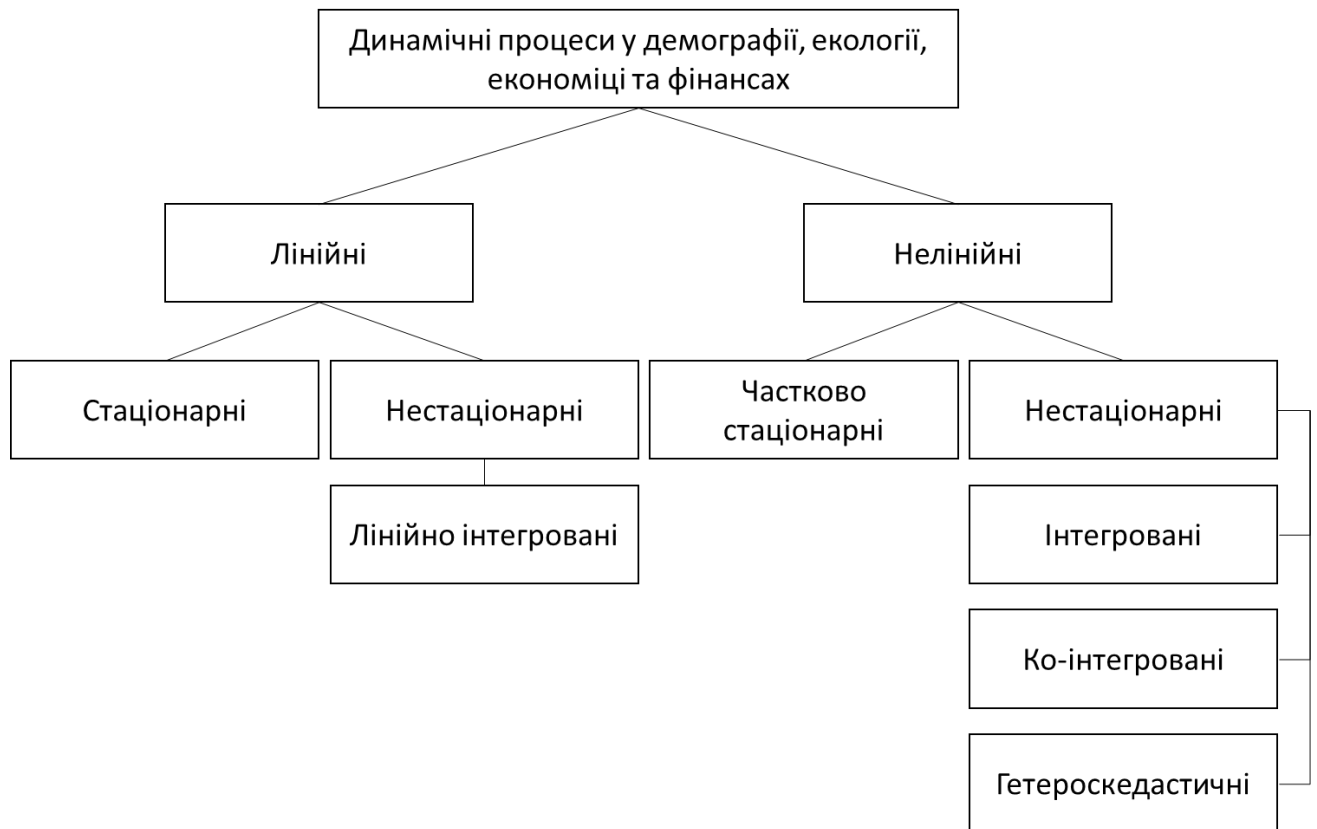 Динамічні процеси у демографії, екології,
економіці та фінансах
Лінійні
Нелінійні
Стаціонарні
Нестаціонарні
Частково
стаціонарні
Нестаціонарні
Лінійно інтегровані
Інтегровані
Ко-інтегровані
Гетероскедастичні